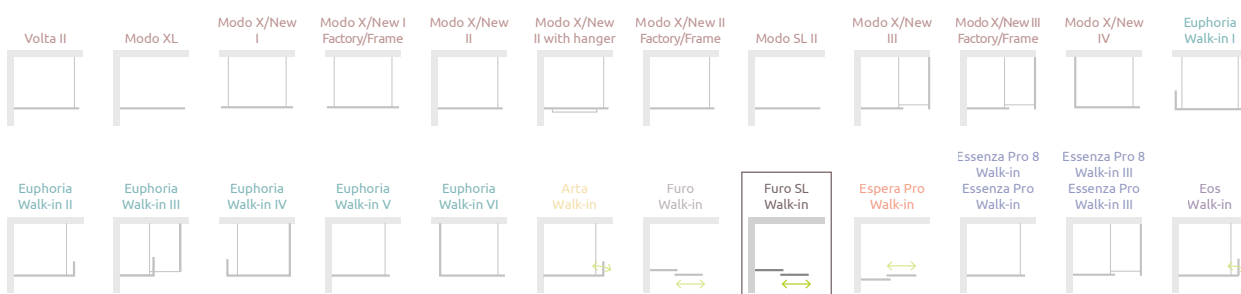 Volta II
Modo XL
Modo X/New
I
Modo X/New I
Factory/Frame
Modo X/New
II
Modo X/New
II with hanger
Modo X/New II
Factory/Frame
Modo SL II
Modo X/New
III
Modo X/New III
Factory/Frame
Modo X/New
IV
Euphoria
Walk-in I
Euphoria
Walk-in II
Euphoria
Walk-in III
Euphoria
Walk-in IV
Euphoria
Walk-in V
Euphoria
Walk-in VI
Arta
Walk-in
Furo
Walk-in
Furo SL
Walk-in
Espera Pro
Walk-in
Essenza Pro 8
Walk-in
Essenza Pro
Walk-in
Essenza Pro 8
Walk-in III
Essenza Pro
Walk-in III
Eos
Walk-in